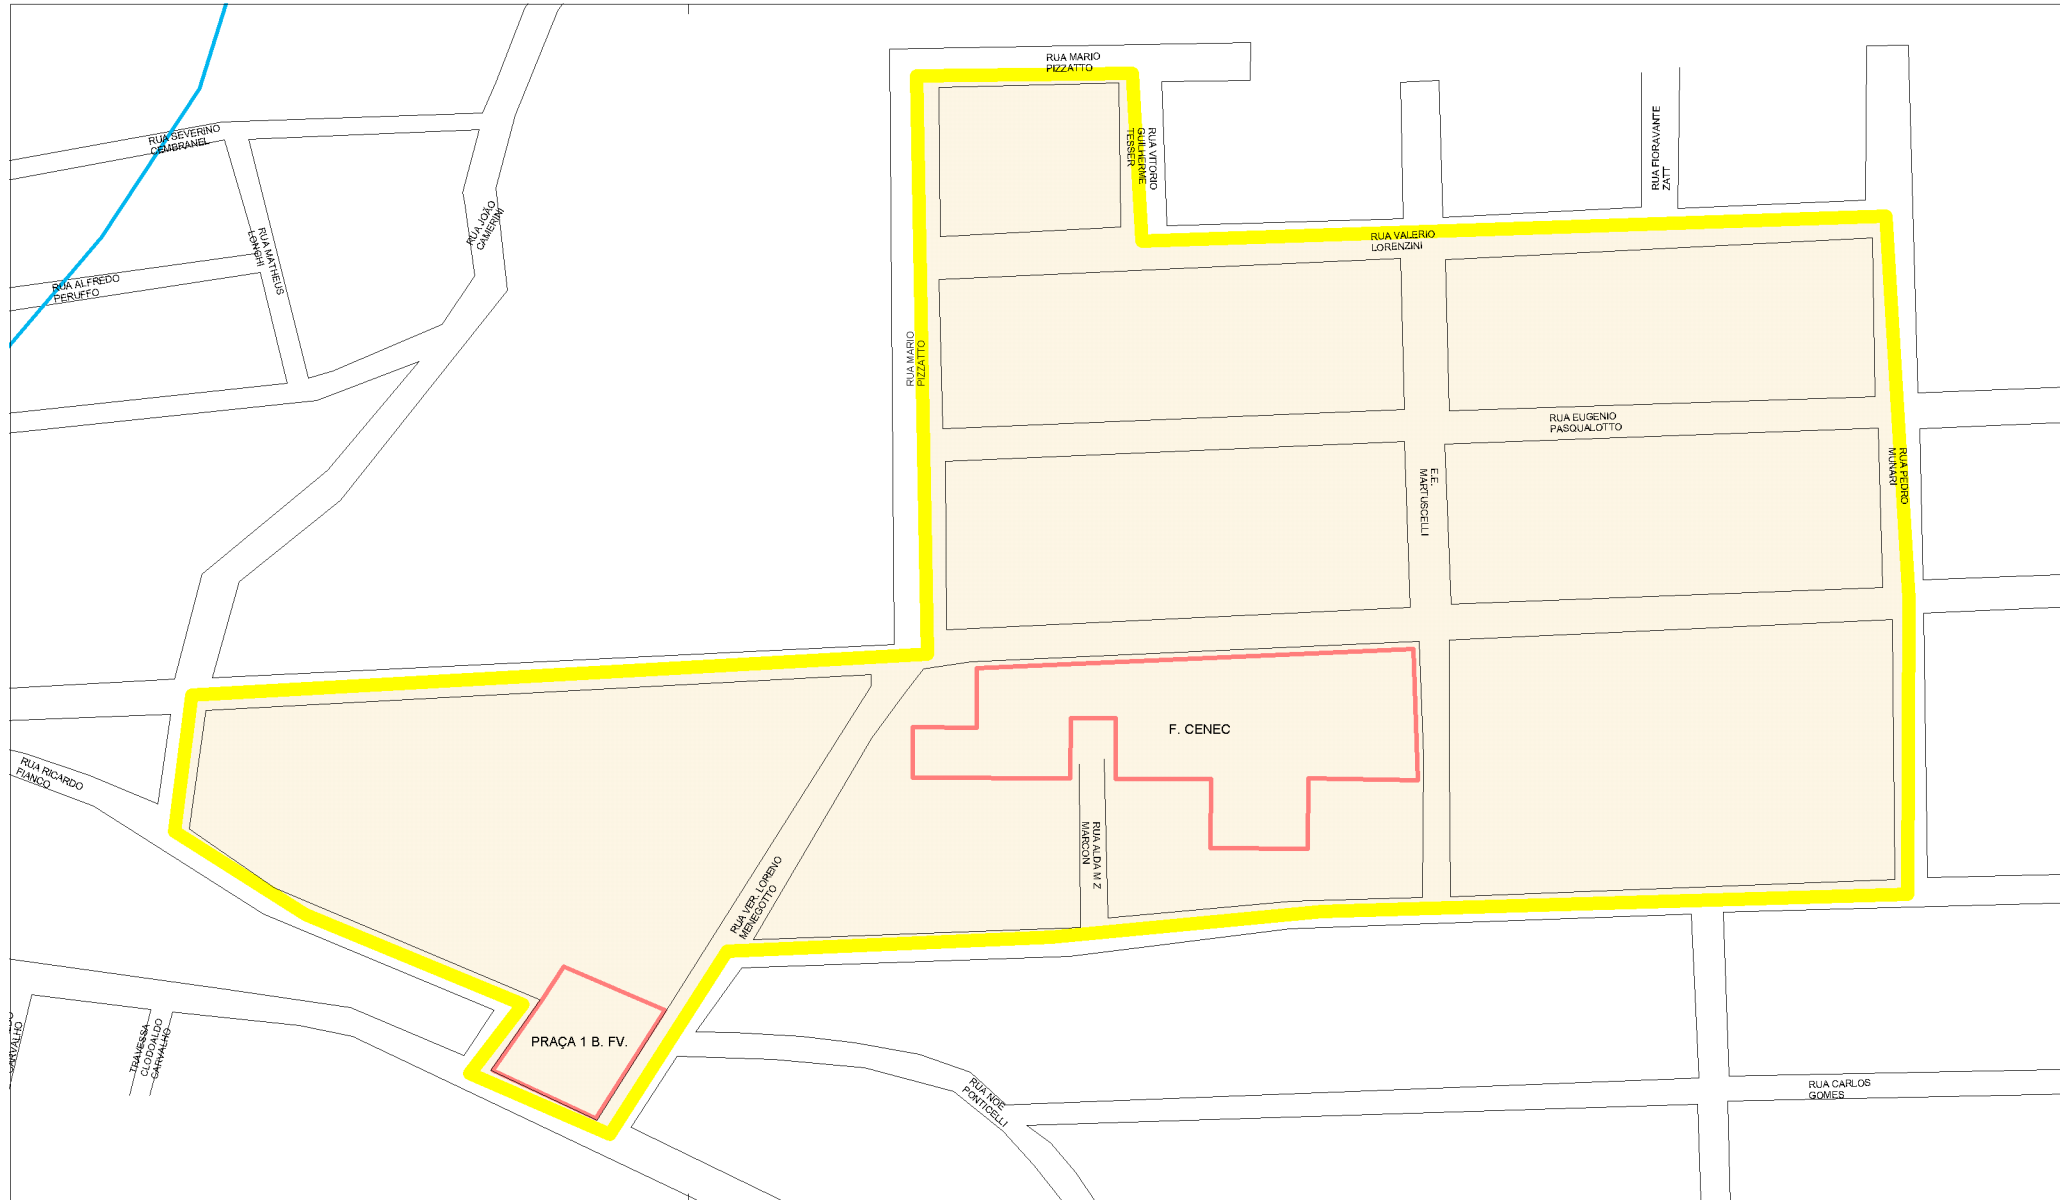 RUA MARIO
PIZZATTO
RUA SEVERINO
CEMBRANEL
RUA VITORIO
GUILHERME
TESSER
RUA FIORAVANTE
ZATT
RUA JOÃO
CAMERINI
RUA MATHEUS
LONGHI
RUA VALERIO
LORENZINI
RUA ALFREDO
PERUFFO
RUA MARIO
PIZZATTO
RUA EUGENIO
PASQUALOTTO
E.E.
MARTUSCELLI
RUA PEDRO
MUNARI
F. CENEC
RUA RICARDO
FIANCO
RUA ALDA M Z
MARCON
RUA VER. LORENO
MENEGOTTO
PRAÇA 1 B. FV.
TRAVESSA
CLODOALDO
CARVALHO
CARVALHO
RUA NOE
PONTICELLI
RUA CARLOS
GOMES